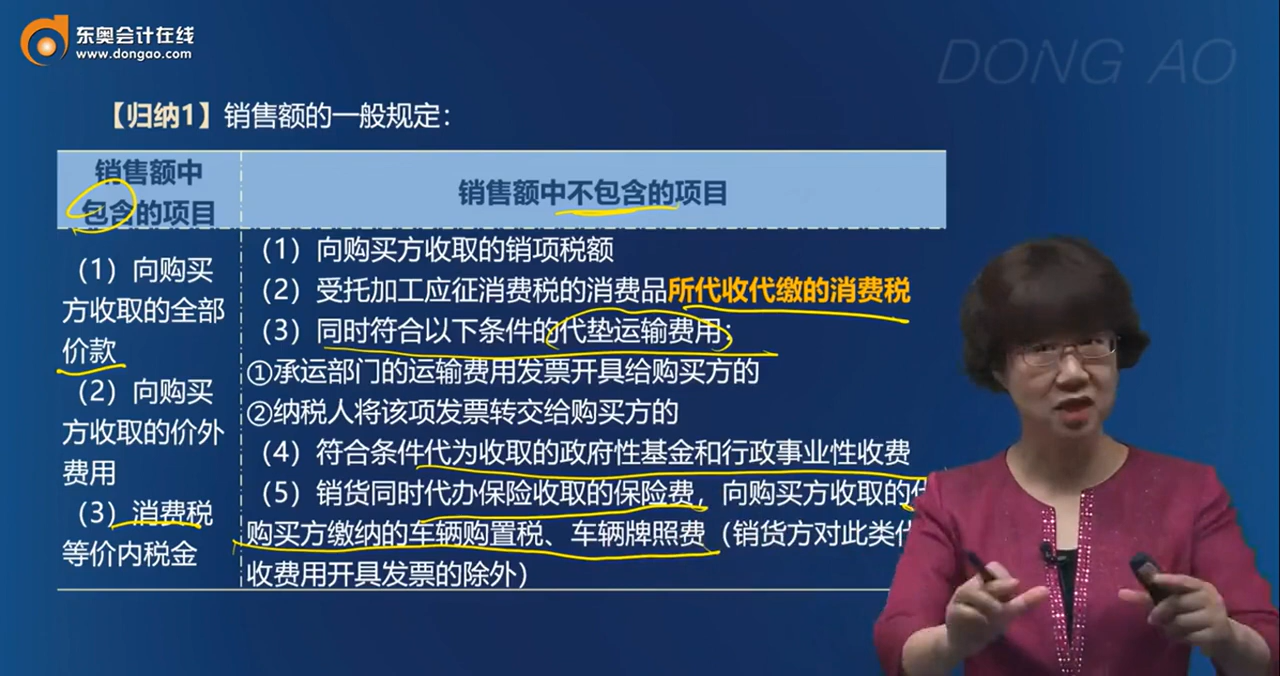 东奥会计在线
www.dongao.com
DONG AO
【归纳1】销售额的一般规定：
销售额中
包含的项目
销售额中不包含的项目
（1）向购买
方收取的全部
价款
（2）向购买
方收取的价外
费用
（3）消费税
等价内税金
（1）向购买方收取的销项税额
（2）受托加工应征消费税的消费品所代收代缴的消费税
（3）同时符合以下条件的代垫运输费用：
①承运部门的运输费用发票开具给购买方的
②纳税人将该项发票转交给购买方的
（4）符合条件代为收取的政府性基金和行政事业性收费
（5）销货同时代办保险收取的保险费，向购买方收取的
购买方缴纳的车辆购置税、车辆牌照费（销货方对此类代
收费用开具发票的除外）